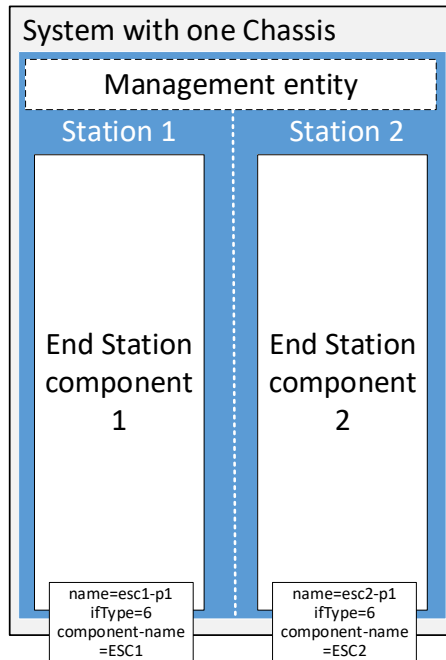 System with one Chassis
Management entity
Station 1
Station 2
End Station
component
1
End Station
component
2
name=esc1-p1
ifType=6
component-name
=ESC1
name=esc2-p1
ifType=6
component-name
=ESC2